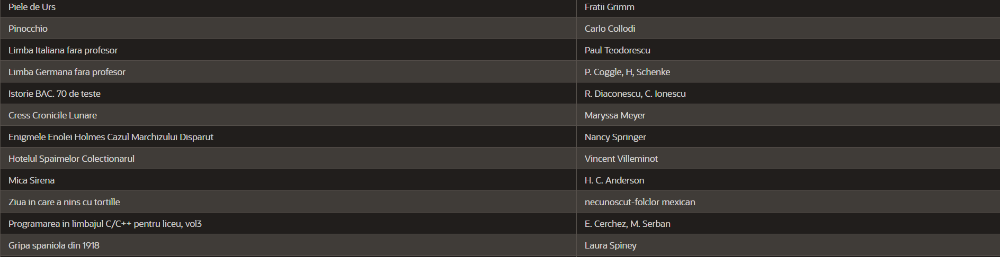 Piele de Urs Fratii Grimm
Pinocchio Carlo Collodi
Limba Italiana fara profesor Paul Teodorescu
Limba Germana fara profesor P. Coggle, H, Schenke
Istorie BAC. 70 de teste R. Diaconescu, C. Ionescu
Cress Cronicile Lunare Maryssa Meyer
Enigmele Enolei Holmes Cazul Marchizului Disparut Nancy Springer
Hotelul Spaimelor Colectionarul Vincent Villeminot
Mica Sirena H. C. Anderson
Ziua in care a nins cu tortille necunoscut-folclor mexican
Programarea in limbajul C/C++ pentru liceu, vol3 E. Cerchez, M. Serban
Gripa spaniola din 1918 Laura Spiney